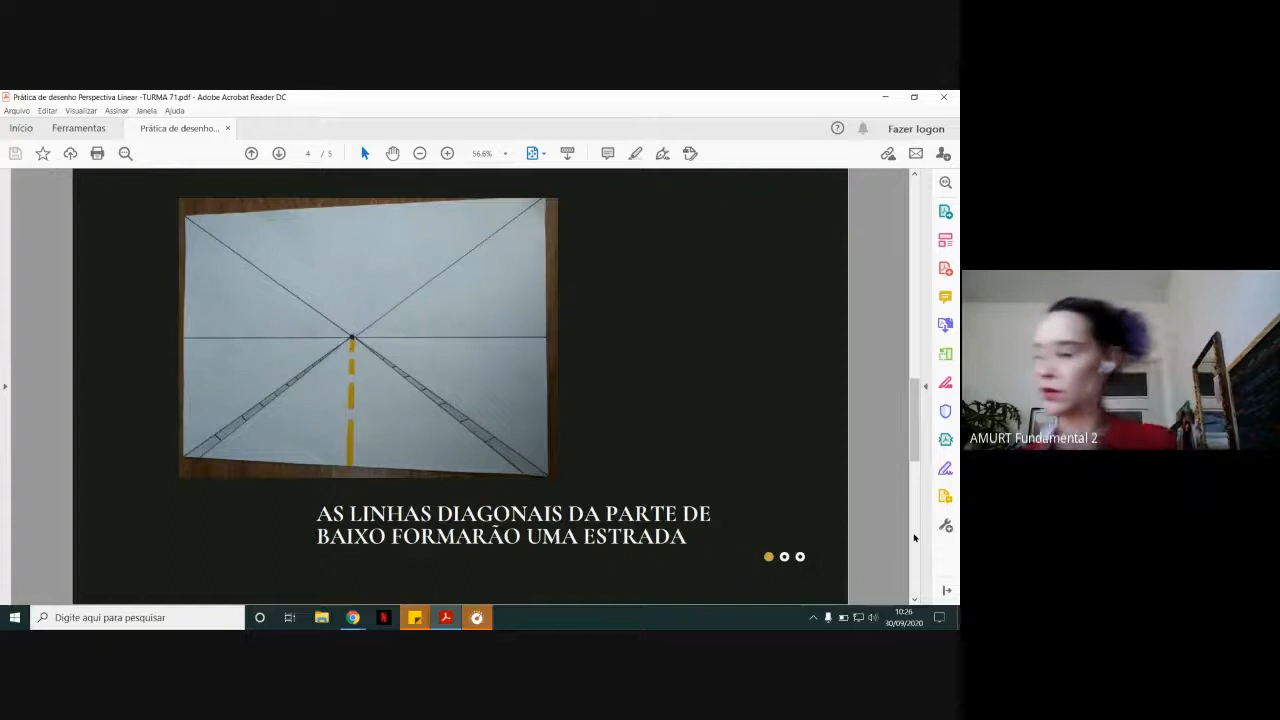 Prática de desenho Perspectiva Linear -TURMA 71.pdf - Adobe Acrobat Reader DC
Arquivo Editar Visualizar Assinar Janela Ajuda
Início Ferramentas Prática de desenho... × Fazer logon
4 / 5 56,6%
AS LINHAS DIAGONAIS DA PARTE DE
BAIXO FORMARÃO UMA ESTRADA
AMURT Fundamental 2
Digite aqui para pesquisar
10:26
30/09/2020